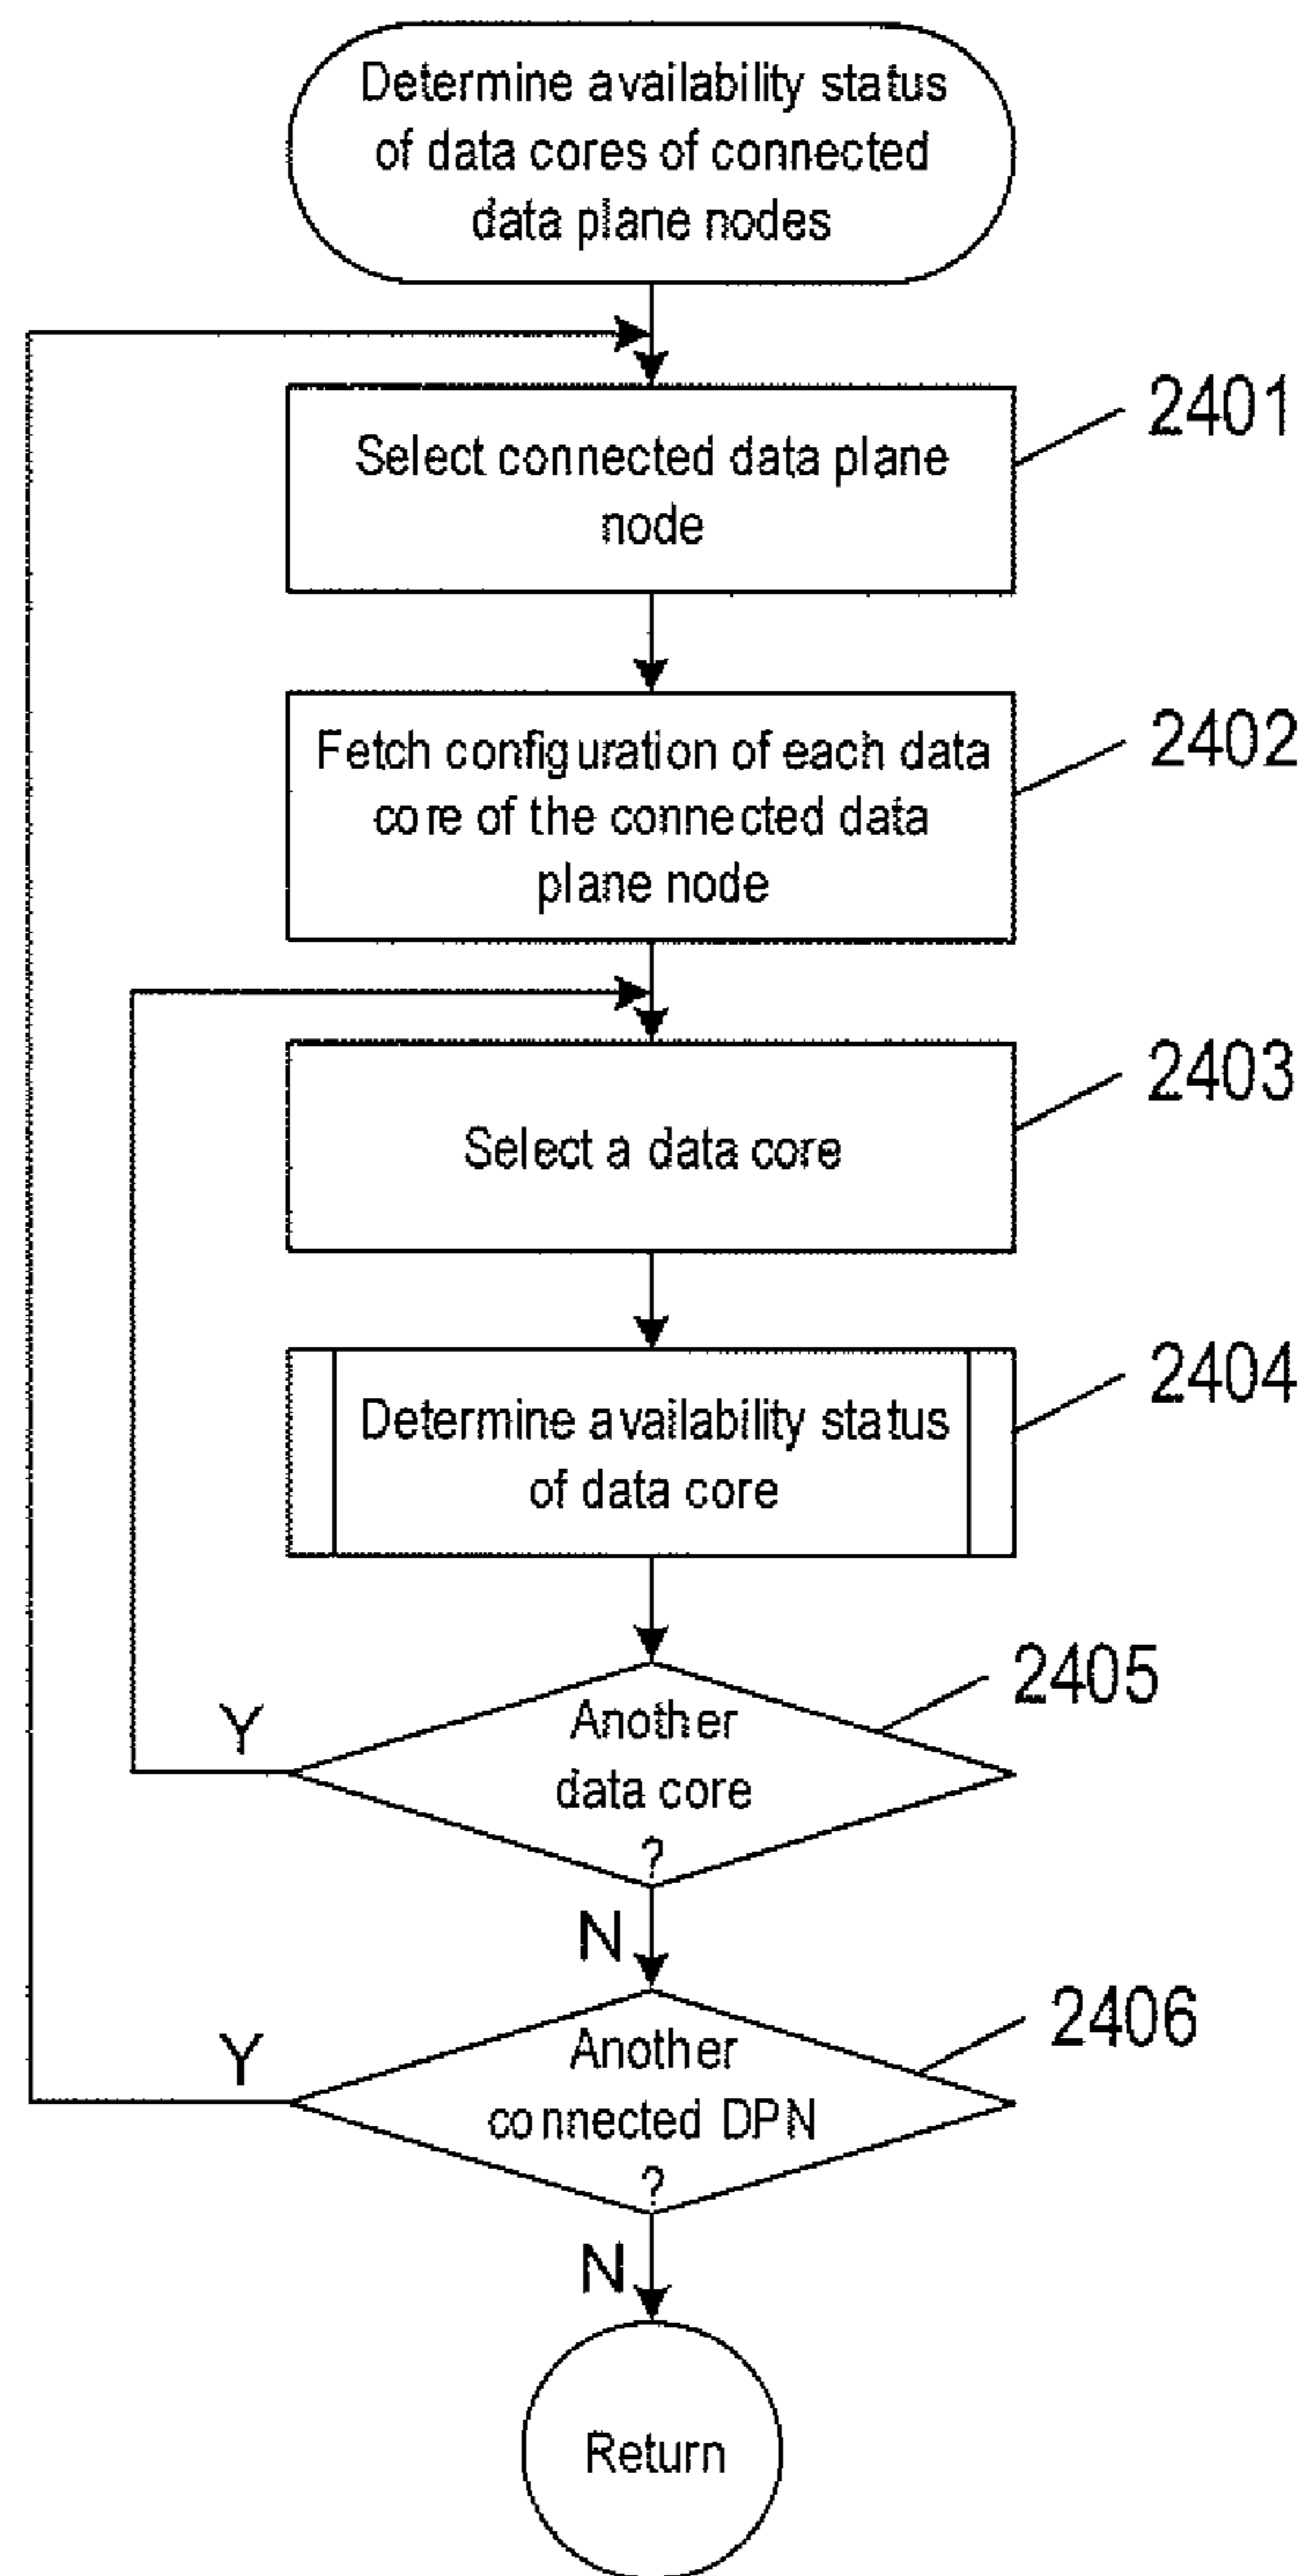 Determine availability status
of data cores of connected
data plane nodes
2401
Select connected data plane
node
2402
Fetch configuration of each data
core of the connected data
plane node
2403
Select a data core
2404
Determine availability status
of data core
2405
Y
Another
data core
?
N
2406
Y
Another
connected DPN
?
N
Return